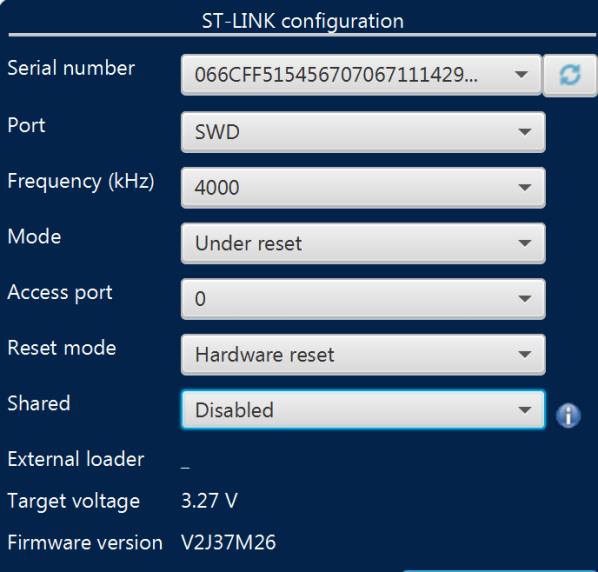 ST-LINK configuration
Serial number 066CFF515456707067111429...
Port SWD
Frequency (kHz) 4000
Mode Under reset
Access port 0
Reset mode Hardware reset
Shared Disabled
External loader _
Target voltage 3.27 V
Firmware version V2J37M26